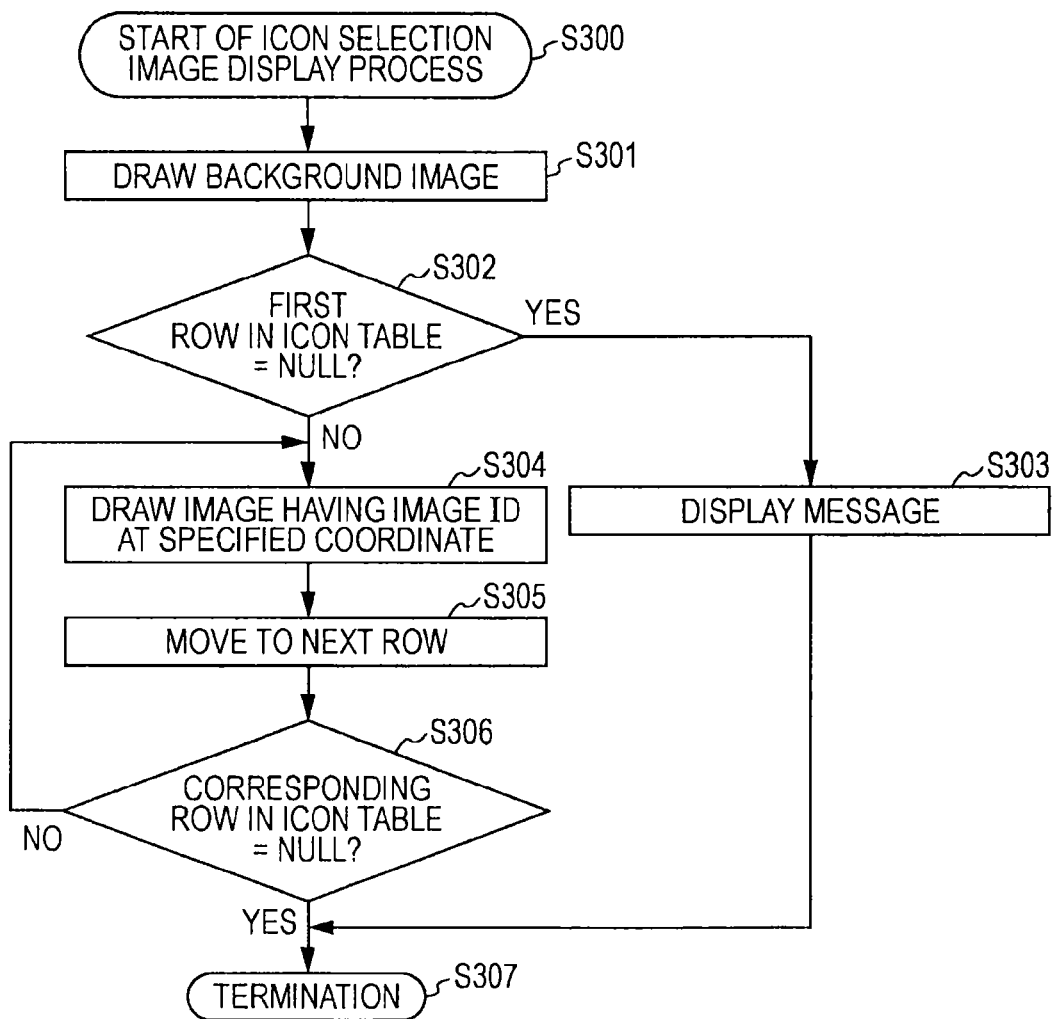 START OF ICON SELECTION
IMAGE DISPLAY PROCESS
S300
DRAW BACKGROUND IMAGE
S301
FIRST
ROW IN ICON TABLE
= NULL?
S302
YES
NO
DRAW IMAGE HAVING IMAGE ID
AT SPECIFIED COORDINATE
S304
DISPLAY MESSAGE
S303
MOVE TO NEXT ROW
S305
CORRESPONDING
ROW IN ICON TABLE
= NULL?
S306
NO
YES
TERMINATION
S307